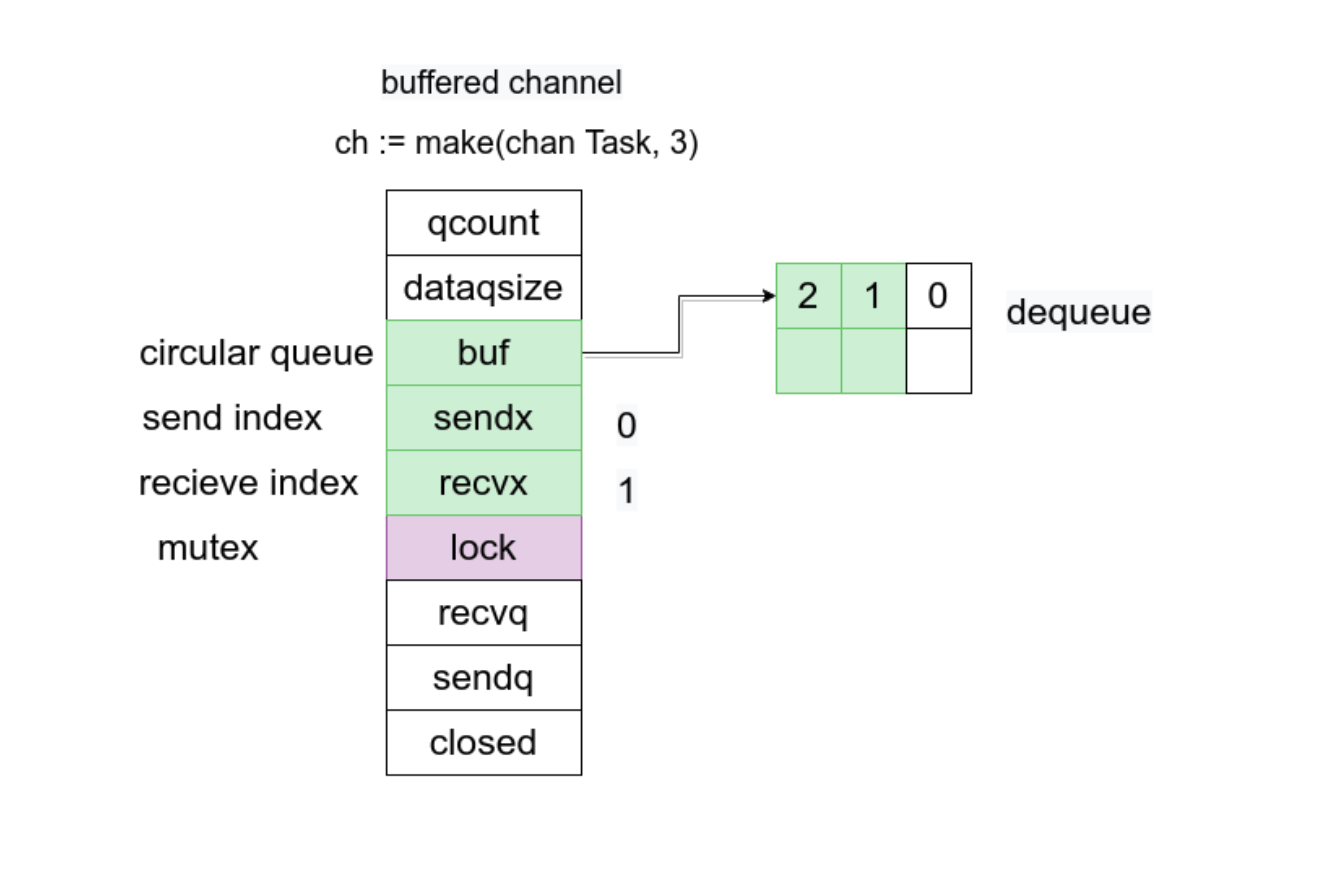 buffered channel
ch := make(chan Task, 3)
qcount
dataqsize
2 1 0
dequeue
circular queue buf
send index sendx 0
recieve index recvx 1
mutex lock
recvq
sendq
closed